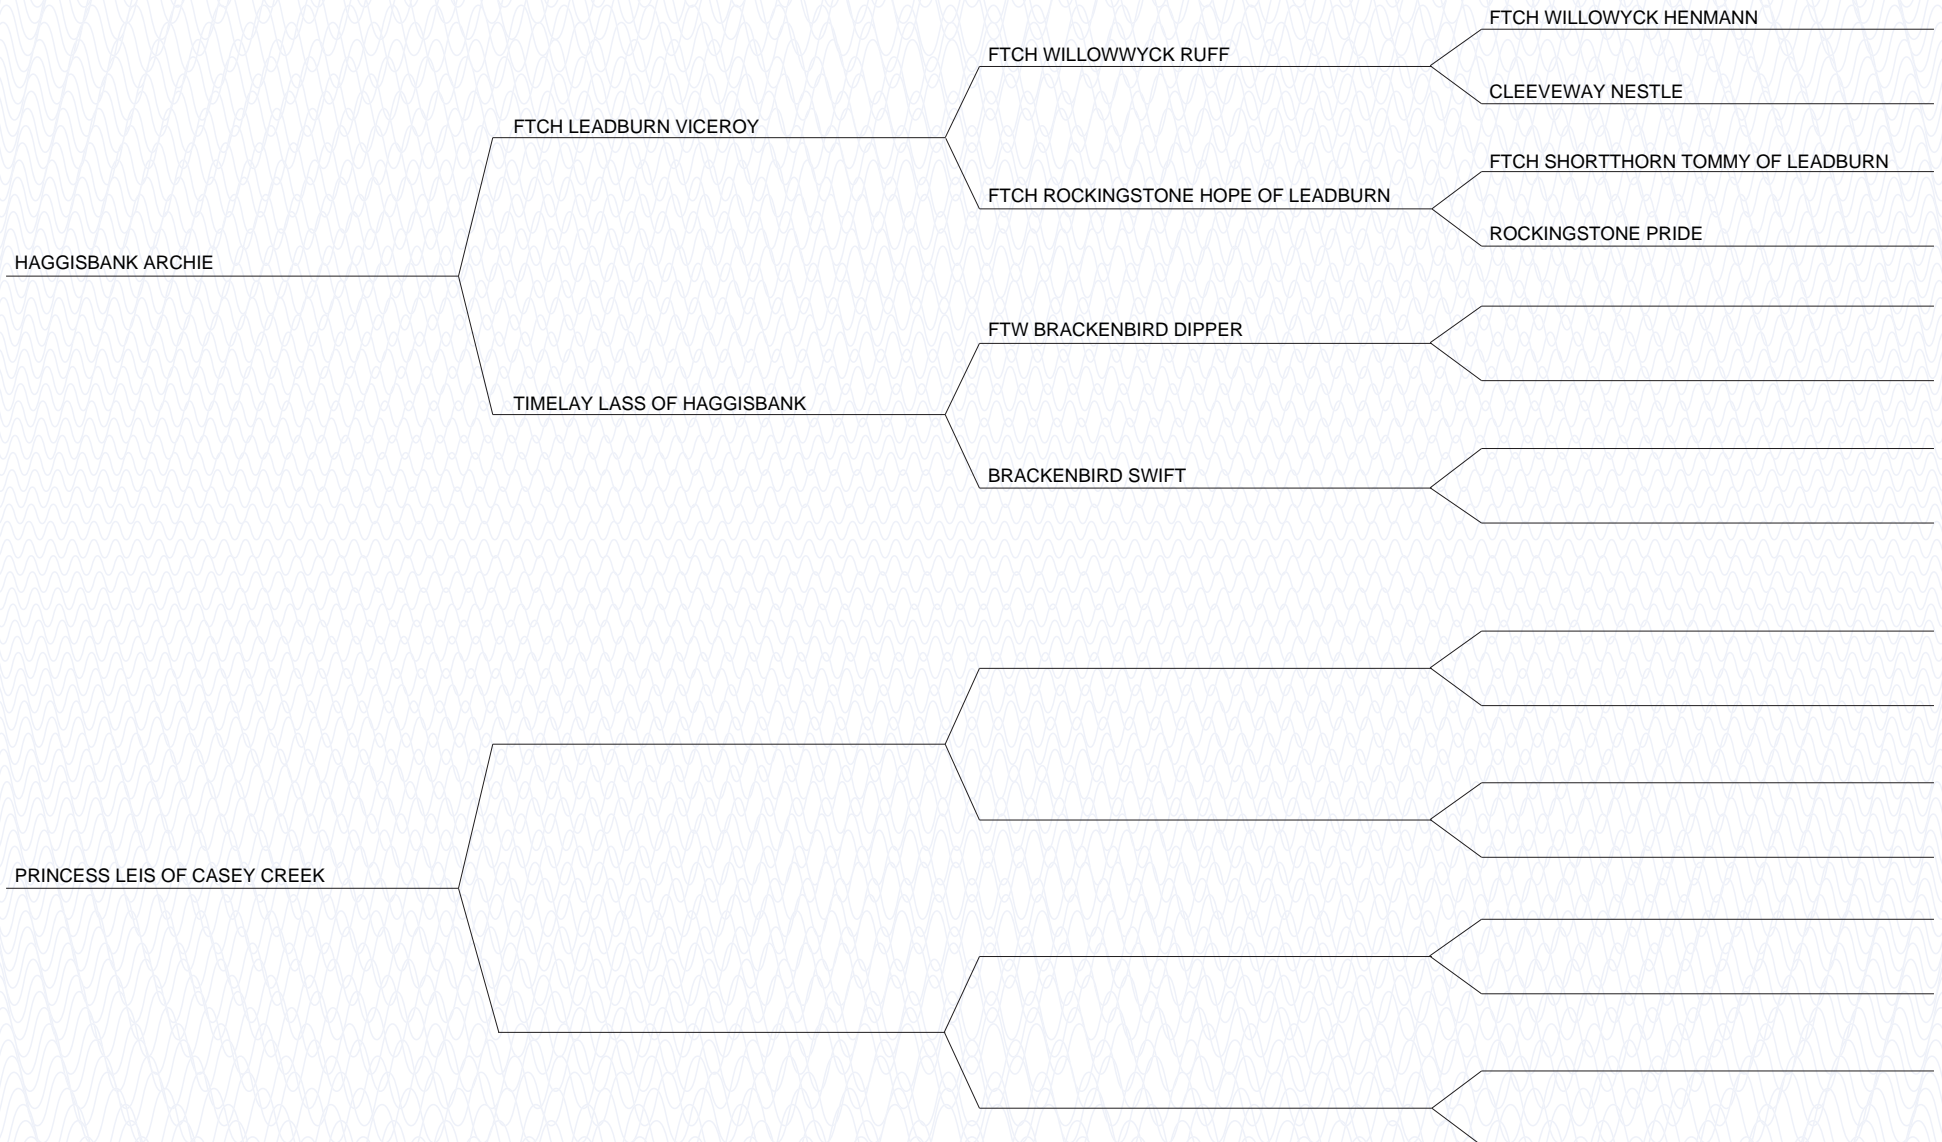 FTCH WILLOWYCK HENMANN
FTCH WILLOWWYCK RUFF
CLEEVEWAY NESTLE
FTCH LEADBURN VICEROY
FTCH SHORTTHORN TOMMY OF LEADBURN
FTCH ROCKINGSTONE HOPE OF LEADBURN
ROCKINGSTONE PRIDE
HAGGISBANK ARCHIE
FTW BRACKENBIRD DIPPER
TIMELAY LASS OF HAGGISBANK
BRACKENBIRD SWIFT
PRINCESS LEIS OF CASEY CREEK